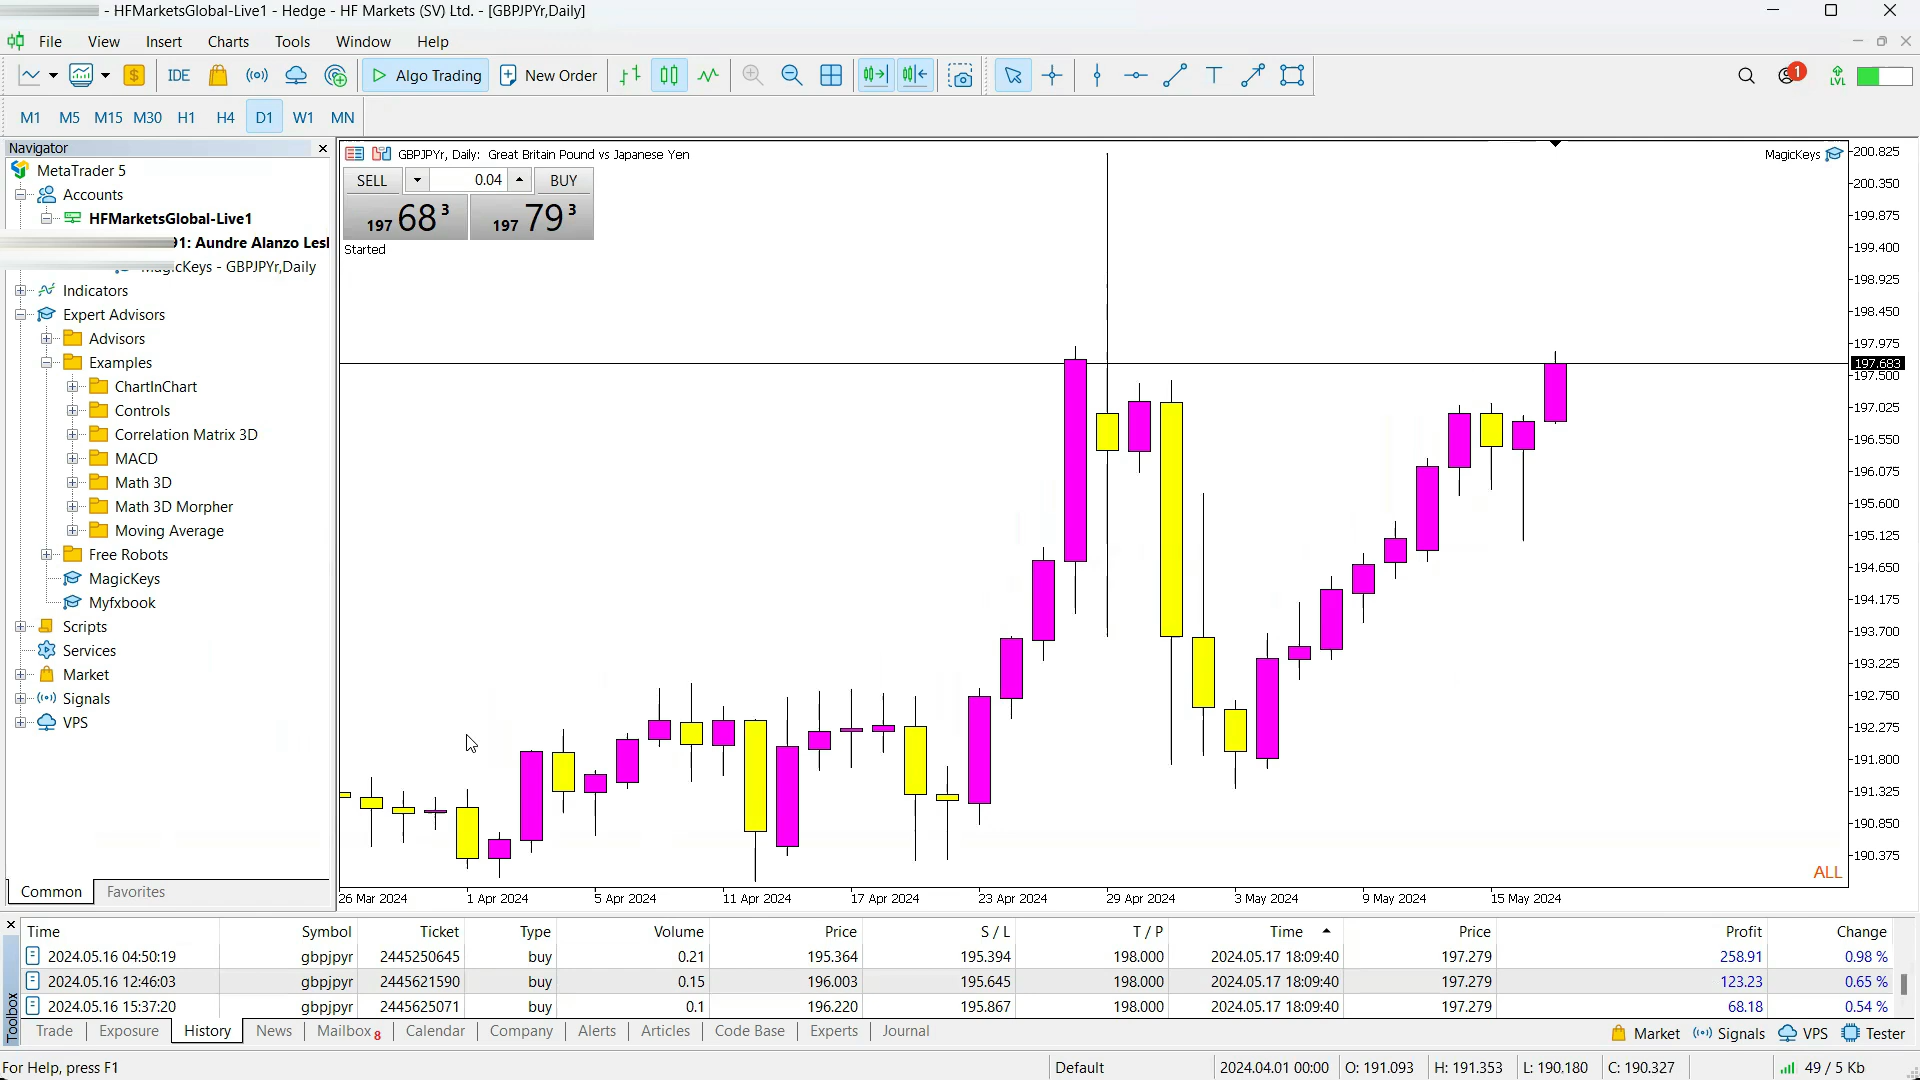 - HFMarketsGlobal-Live1 - Hedge - HF Markets (SV) Ltd. - [GBPJPYr,Daily]
File View Insert Charts Tools Window Help
IDE Algo Trading New Order 1 LVL
M1 M5 M15 M30 H1 H4 D1 W1 MN
Navigator
MetaTrader 5
Accounts
HFMarketsGlobal-Live1
91: Aundre Alanzo Lesl
MagicKeys - GBPJPYr,Daily
Indicators
Expert Advisors
Advisors
Examples
ChartInChart
Controls
Correlation Matrix 3D
MACD
Math 3D
Math 3D Morpher
Moving Average
Free Robots
MagicKeys
Myfxbook
Scripts
Services
Market
Signals
VPS
Common Favorites
GBPJPYr, Daily: Great Britain Pound vs Japanese Yen
SELL 0.04 BUY
197 68 3 197 79 3
Started
MagicKeys
200.825
200.350
199.875
199.400
198.925
198.450
197.975
197.683
197.500
197.025
196.550
196.075
195.600
195.125
194.650
194.175
193.700
193.225
192.750
192.275
191.800
191.325
190.850
190.375
ALL
26 Mar 2024 1 Apr 2024 5 Apr 2024 11 Apr 2024 17 Apr 2024 23 Apr 2024 29 Apr 2024 3 May 2024 9 May 2024 15 May 2024
Toolbox
Time Symbol Ticket Type Volume Price S / L T / P Time Price Profit Change
2024.05.16 04:50:19 gbpjpyr 2445250645 buy 0.21 195.364 195.394 198.000 2024.05.17 18:09:40 197.279 258.91 0.98 %
2024.05.16 12:46:03 gbpjpyr 2445621590 buy 0.15 196.003 195.645 198.000 2024.05.17 18:09:40 197.279 123.23 0.65 %
2024.05.16 15:37:20 gbpjpyr 2445625071 buy 0.1 196.220 195.867 198.000 2024.05.17 18:09:40 197.279 68.18 0.54 %
Trade Exposure History News Mailbox 8 Calendar Company Alerts Articles Code Base Experts Journal Market Signals VPS Tester
For Help, press F1 Default 2024.04.01 00:00 O: 191.093 H: 191.353 L: 190.180 C: 190.327 49 / 5 Kb